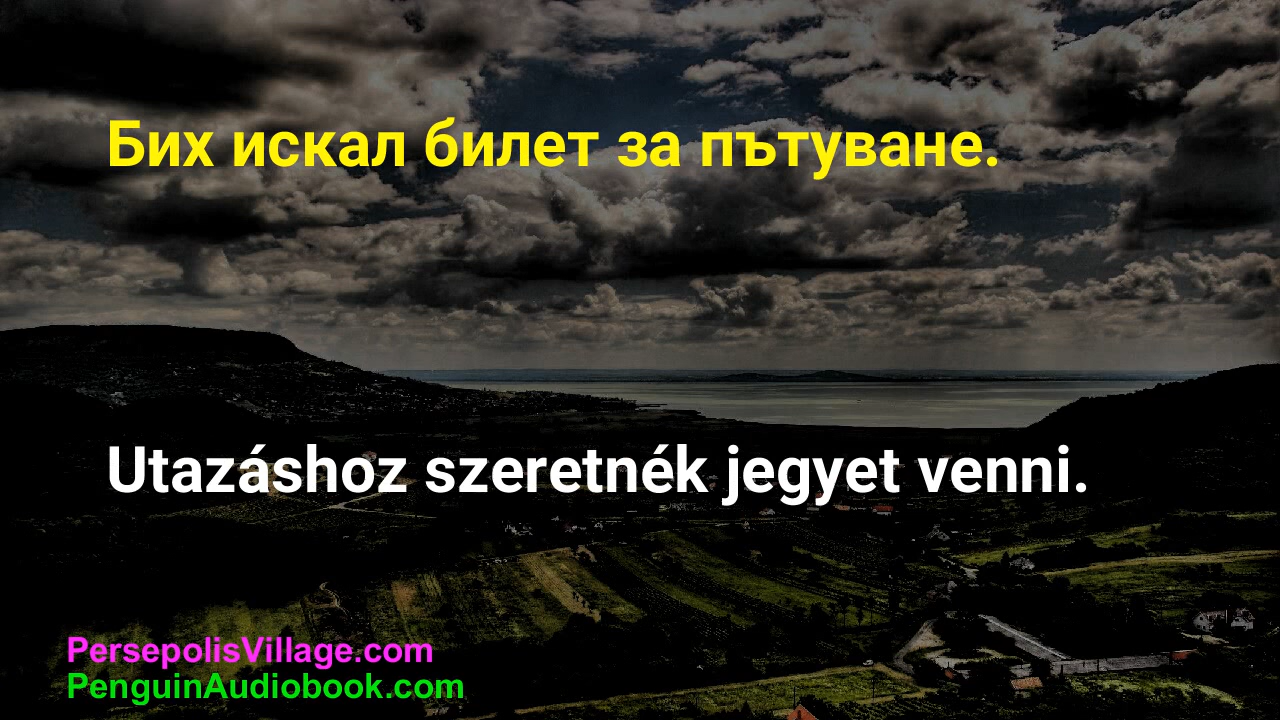 Бих искал билет за пътуване.
Utazáshoz szeretnék jegyet venni.
PersepolisVillage.com
PenguinAudiobook.com